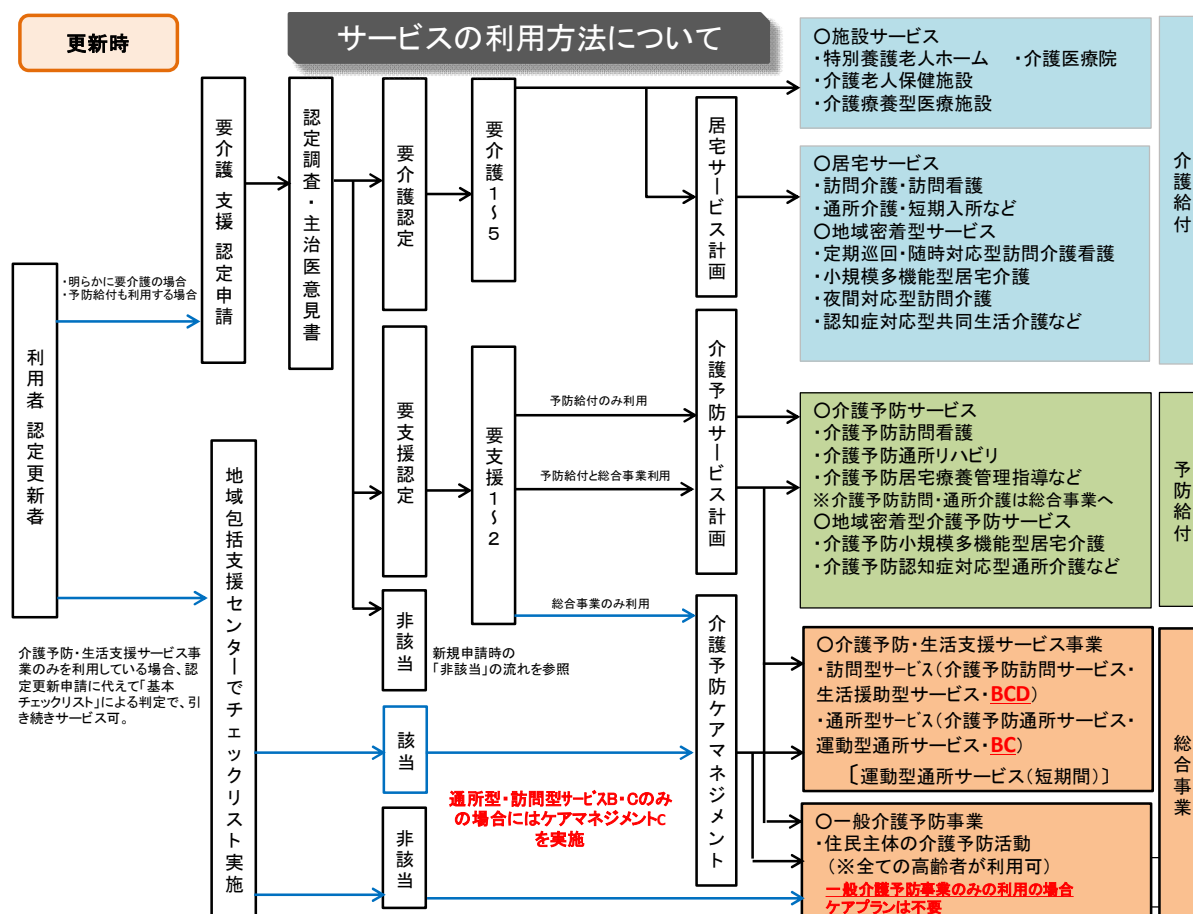 更新時
サービスの利用方法について
利用者 認定更新者
・明らかに要介護の場合
・予防給付も利用する場合
介護予防・生活支援サービス事
業のみを利用している場合、認
定更新申請に代えて「基本
チェックリスト」による判定で、引
き続きサービス可。
要介護 支援 認定申請
地域包括支援センターでチェックリスト実施
認定調査・主治医意見書
要介護認定
要支援認定
非該当
新規申請時の
「非該当」の流れを参照
該当
非該当
要介護1~5
要支援1~2
予防給付のみ利用
予防給付と総合事業利用
総合事業のみ利用
通所型・訪問型サービスB・Cのみ
の場合にはケアマネジメントC
を実施
居宅サービス計画
介護予防サービス計画
介護予防ケアマネジメント
〇施設サービス
・特別養護老人ホーム ・介護医療院
・介護老人保健施設
・介護療養型医療施設
〇居宅サービス
・訪問介護・訪問看護
・通所介護・短期入所など
〇地域密着型サービス
・定期巡回・随時対応型訪問介護看護
・小規模多機能型居宅介護
・夜間対応型訪問介護
・認知症対応型共同生活介護など
介護給付
〇介護予防サービス
・介護予防訪問看護
・介護予防通所リハビリ
・介護予防居宅療養管理指導など
※介護予防訪問・通所介護は総合事業へ
〇地域密着型介護予防サービス
・介護予防小規模多機能型居宅介護
・介護予防認知症対応型通所介護など
予防給付
〇介護予防・生活支援サービス事業
・訪問型サービス(介護予防訪問サービス・
生活援助型サービス・BCD)
・通所型サービス(介護予防通所サービス・
運動型通所サービス・BC)
〔運動型通所サービス(短期間)〕
〇一般介護予防事業
・住民主体の介護予防活動
(※全ての高齢者が利用可)
一般介護予防事業のみの利用の場合
ケアプランは不要
総合事業